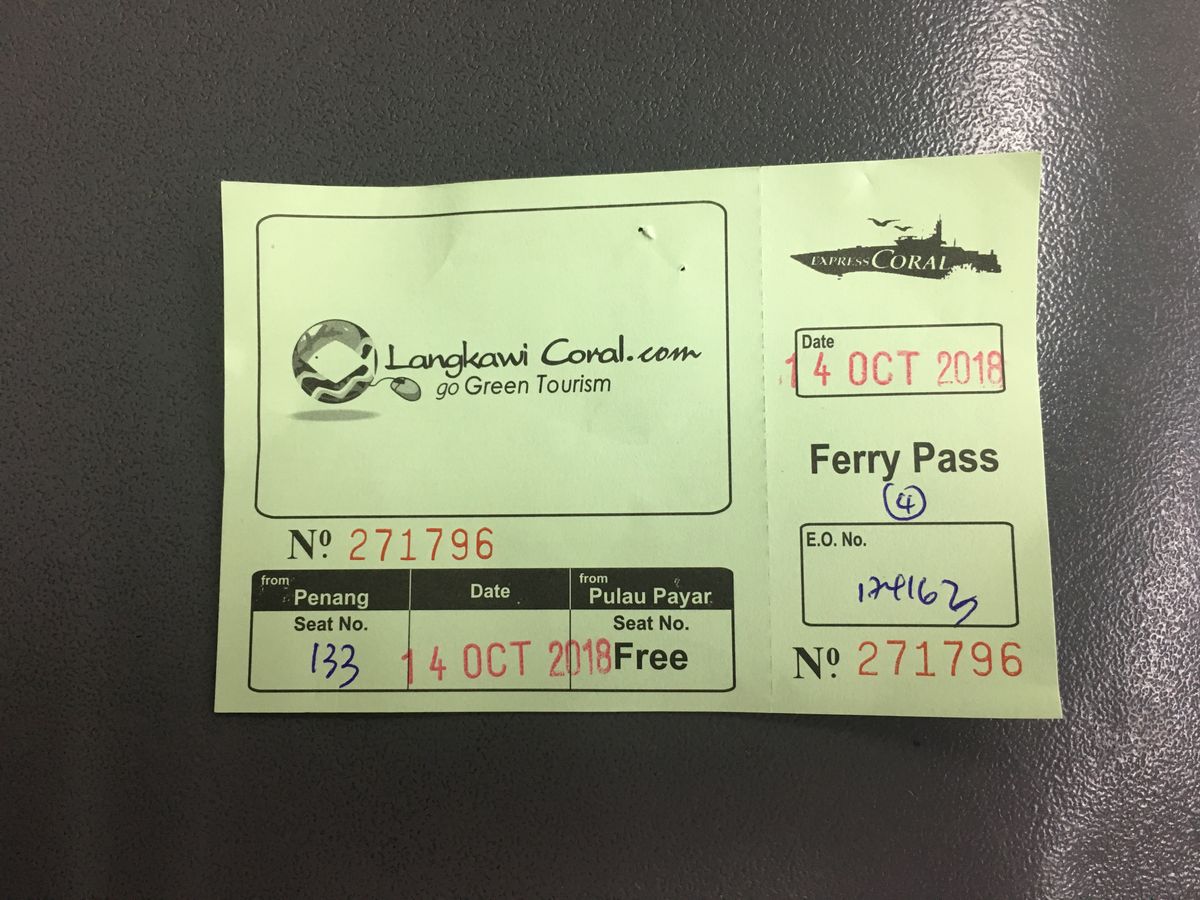 Langkawi Coral.com
go Green Tourism
Nº 271796
from Penang
Date
from Pulau Payar
Seat No.
Seat No.
133
14 OCT 2018
Free
EXPRESS CORAL
Date
14 OCT 2018
Ferry Pass
4
E.O. No.
Nº 271796